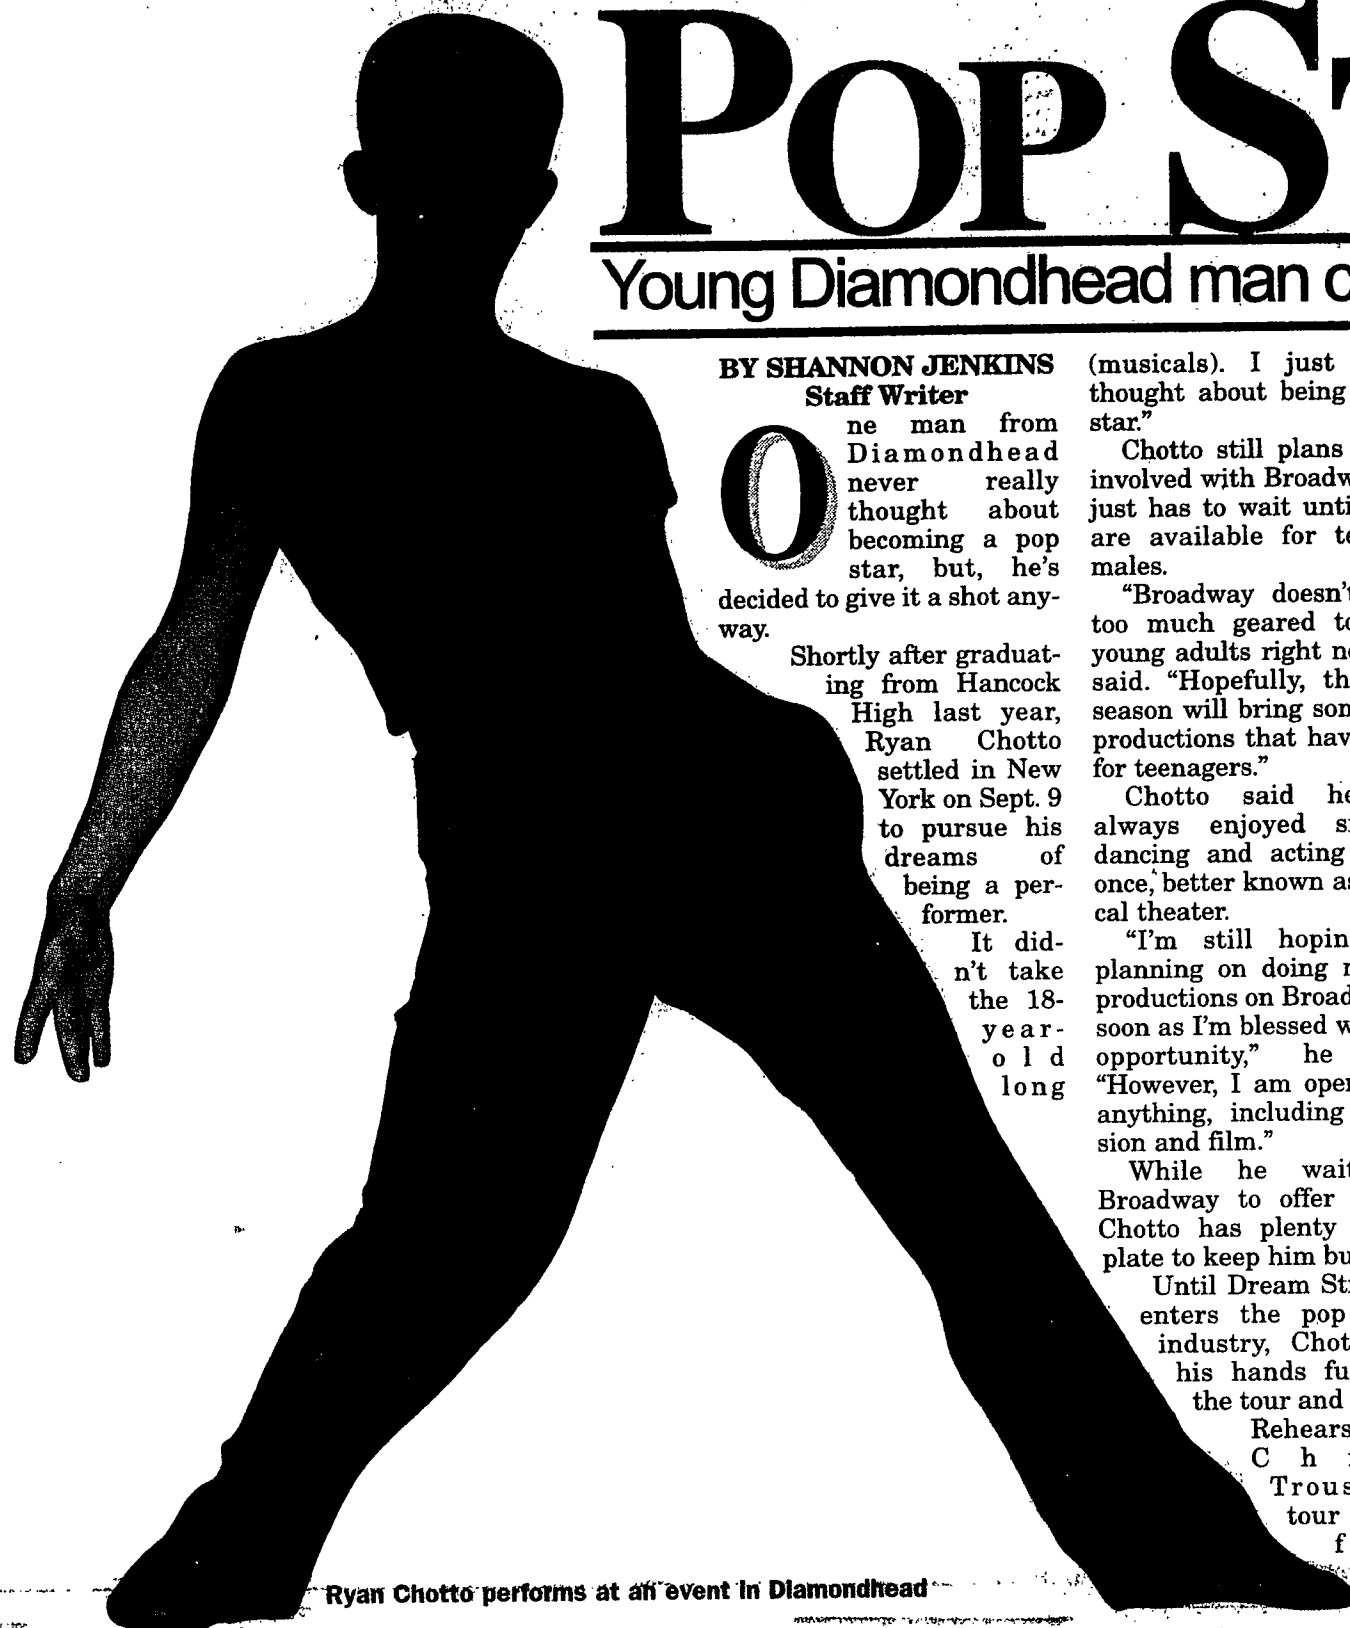 POP ST
Young Diamondhead man c
BY SHANNON JENKINS
Staff Writer
One man from
Diamondhead
never really
thought about
becoming a pop
star, but, he's
decided to give it a shot any-
way.
Shortly after graduat-
ing from Hancock
High last year,
Ryan Chotto
settled in New
York on Sept. 9
to pursue his
dreams of
being a per-
former.
It did-
n't take
the 18-
year-
old
long
(musicals). I just
thought about being
star.”
Chotto still plans
involved with Broadw
just has to wait unti
are available for te
males.
“Broadway doesn't
too much geared to
young adults right no
said. “Hopefully, th
season will bring som
productions that hav
for teenagers.”
Chotto said he
always enjoyed si
dancing and acting
once, better known as
cal theater.
“I'm still hopin
planning on doing
productions on Broad
soon as I'm blessed w
opportunity,” he
“However, I am open
anything, including
sion and film.”
While he wait
Broadway to offer
Chotto has plenty
plate to keep him bu
Until Dream St
enters the pop
industry, Chot
his hands fu
the tour and
Rehears
C h
Trous
tour
f
Ryan Chotto performs at an event in Diamondhead